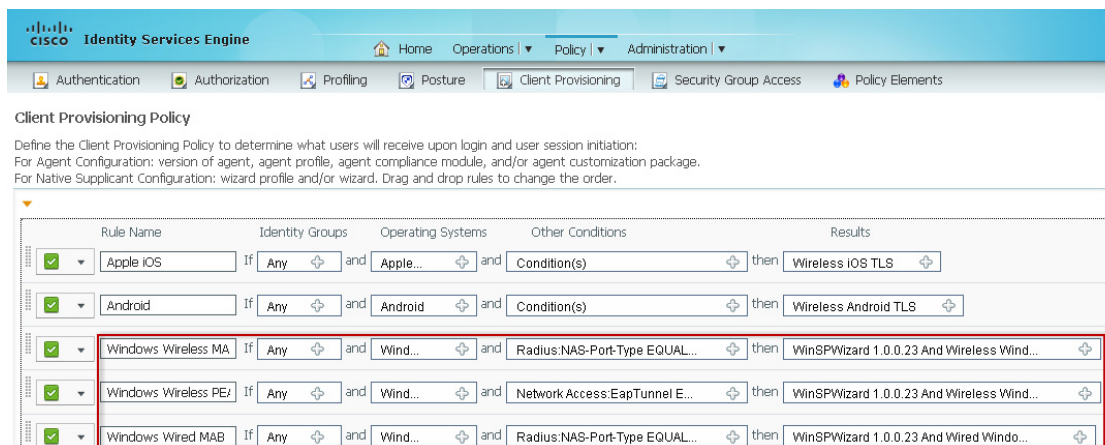 CISCO Identity Services Engine
Home Operations | Policy | Administration |
Authentication Authorization Profiling Posture Client Provisioning Security Group Access Policy Elements
Client Provisioning Policy
Define the Client Provisioning Policy to determine what users will receive upon login and user session initiation:
For Agent Configuration: version of agent, agent profile, agent compliance module, and/or agent customization package.
For Native Supplicant Configuration: wizard profile and/or wizard. Drag and drop rules to change the order.
Rule Name Identity Groups Operating Systems Other Conditions Results
Apple iOS If Any and Apple... and Condition(s) then Wireless iOS TLS
Android If Any and Android and Condition(s) then Wireless Android TLS
Windows Wireless MA If Any and Wind... and Radius:NAS-Port-Type EQUAL... then WinSPWizard 1.0.0.23 And Wireless Wind...
Windows Wireless PEA If Any and Wind... and Network Access:EapTunnel E... then WinSPWizard 1.0.0.23 And Wireless Wind...
Windows Wired MAB If Any and Wind... and Radius:NAS-Port-Type EQUAL... then WinSPWizard 1.0.0.23 And Wired Windo...